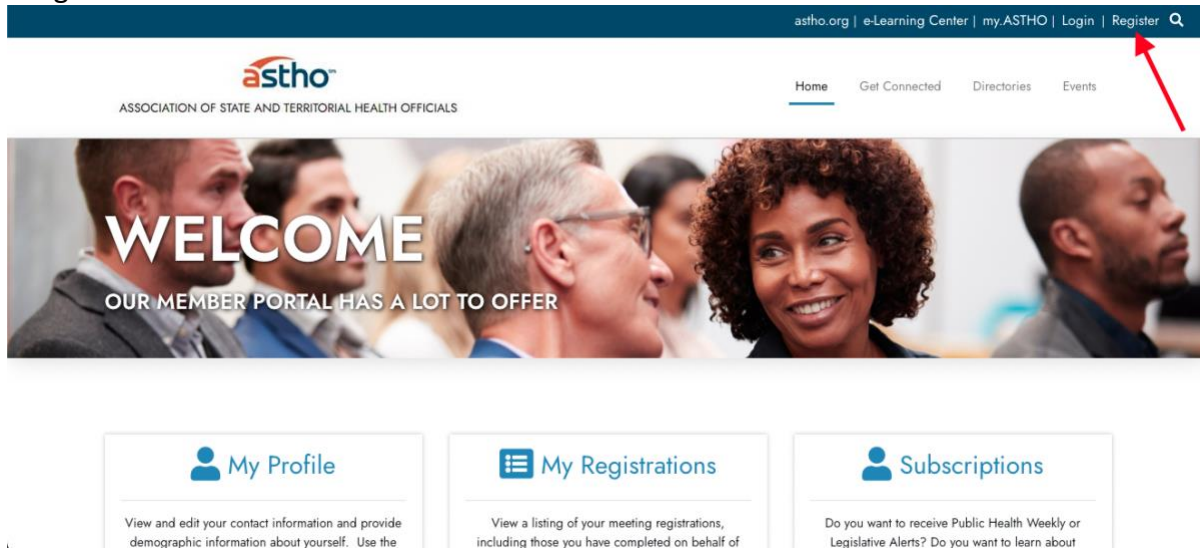 astho.org | e-Learning Center | my.ASTHO | Login | Register
astho
ASSOCIATION OF STATE AND TERRITORIAL HEALTH OFFICIALS
Home Get Connected Directories Events
WELCOME
OUR MEMBER PORTAL HAS A LOT TO OFFER
My Profile
View and edit your contact information and provide
demographic information about yourself. Use the
My Registrations
View a listing of your meeting registrations,
including those you have completed on behalf of
Subscriptions
Do you want to receive Public Health Weekly or
Legislative Alerts? Do you want to learn about